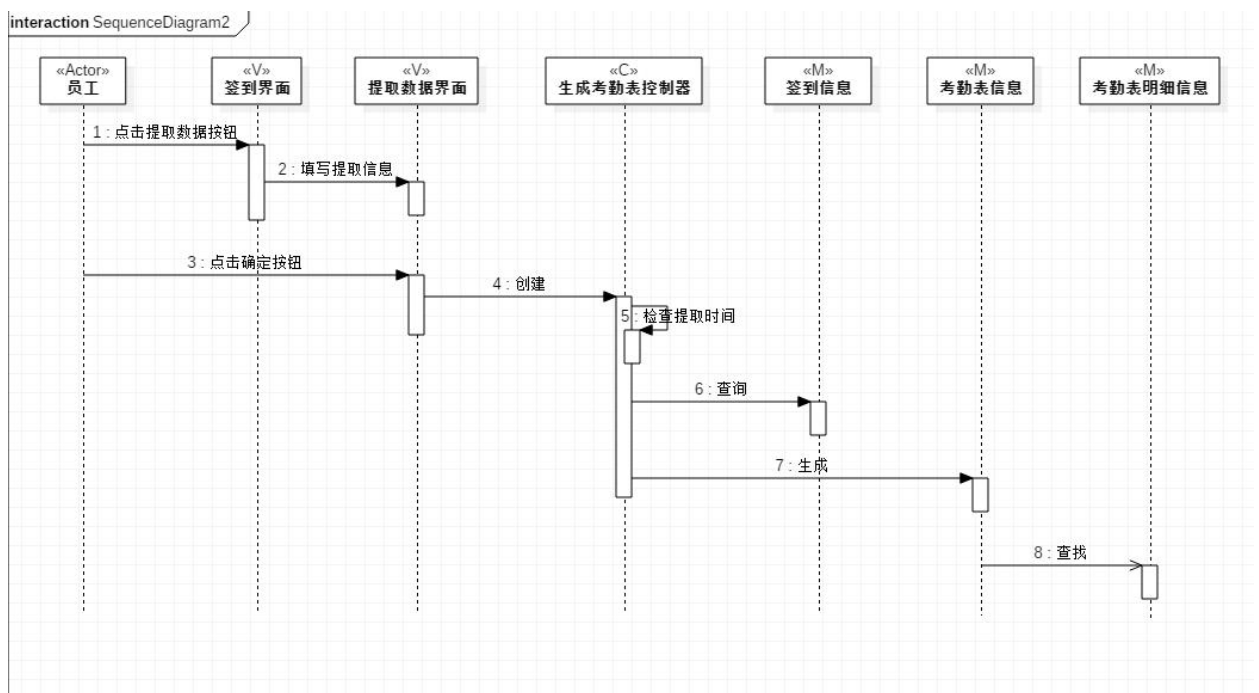 interaction SequenceDiagram2
«Actor»
员工
«V»
签到界面
«V»
提取数据界面
«C»
生成考勤表控制器
«M»
签到信息
«M»
考勤表信息
«M»
考勤表明细信息
1 : 点击提取数据按钮
2 : 填写提取信息
3 : 点击确定按钮
4 : 创建
5 : 检查提取时间
6 : 查询
7 : 生成
8 : 查找